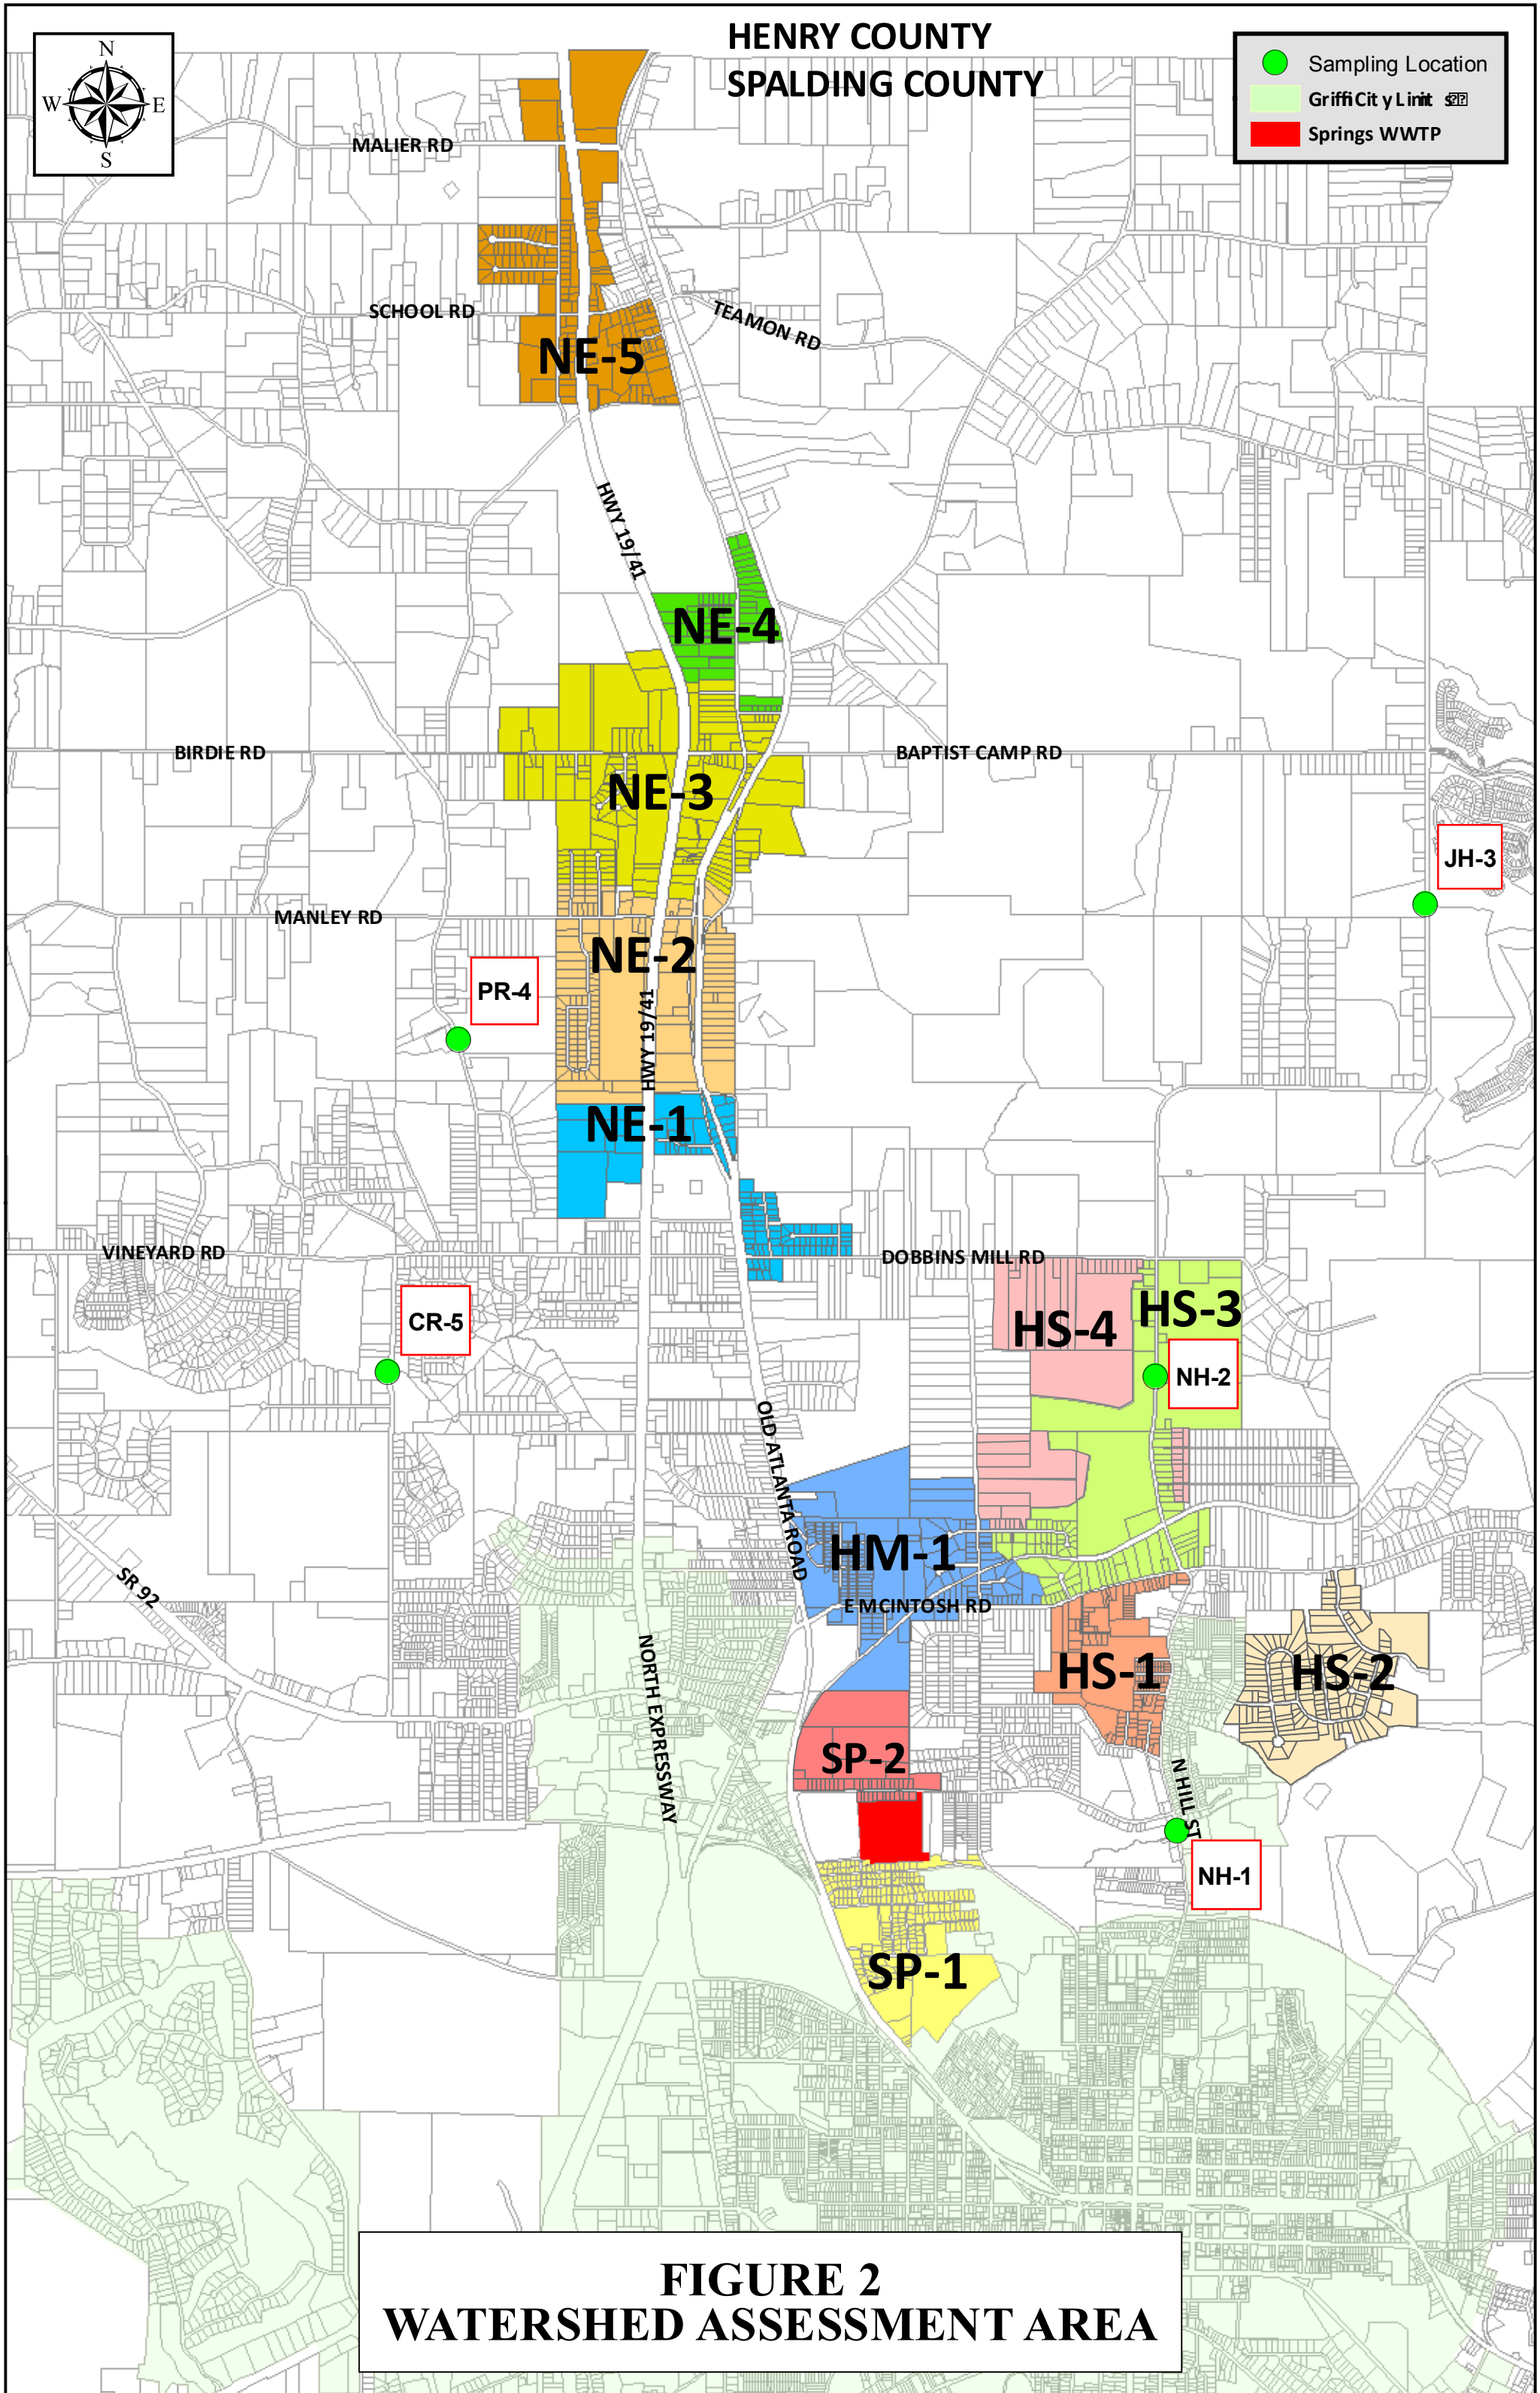 HENRY COUNTY
SPALDING COUNTY
N
W E
S
Sampling Location
Griffi Cit y Limit s
Springs WWTP
MALIER RD
SCHOOL RD
TEAMON RD
NE-5
HWY 19/41
NE-4
BIRDIE RD
BAPTIST CAMP RD
NE-3
JH-3
MANLEY RD
NE-2
PR-4
HWY 19/41
NE-1
VINEYARD RD
DOBBINS MILL RD
CR-5
HS-4
HS-3
NH-2
OLD ATLANTA ROAD
HM-1
SR 92
E MCINTOSH RD
NORTH EXPRESSWAY
HS-1
HS-2
SP-2
N HILL ST
NH-1
SP-1
FIGURE 2
WATERSHED ASSESSMENT AREA